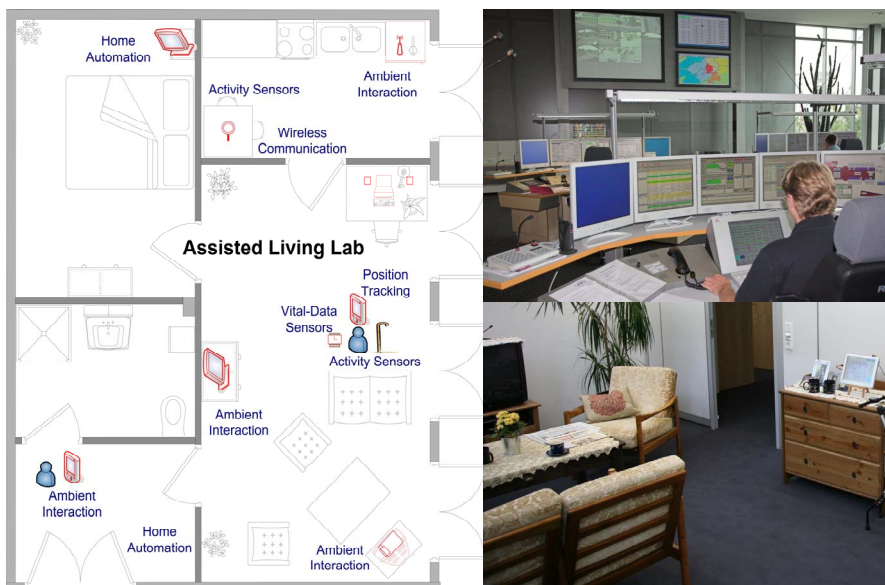 Home
Automation
Activity Sensors
Ambient
Interaction
Wireless
Communication
Assisted Living Lab
Position
Tracking
Vital-Data
Sensors
Activity Sensors
Ambient
Interaction
Ambient
Interaction
Home
Automation
Ambient
Interaction